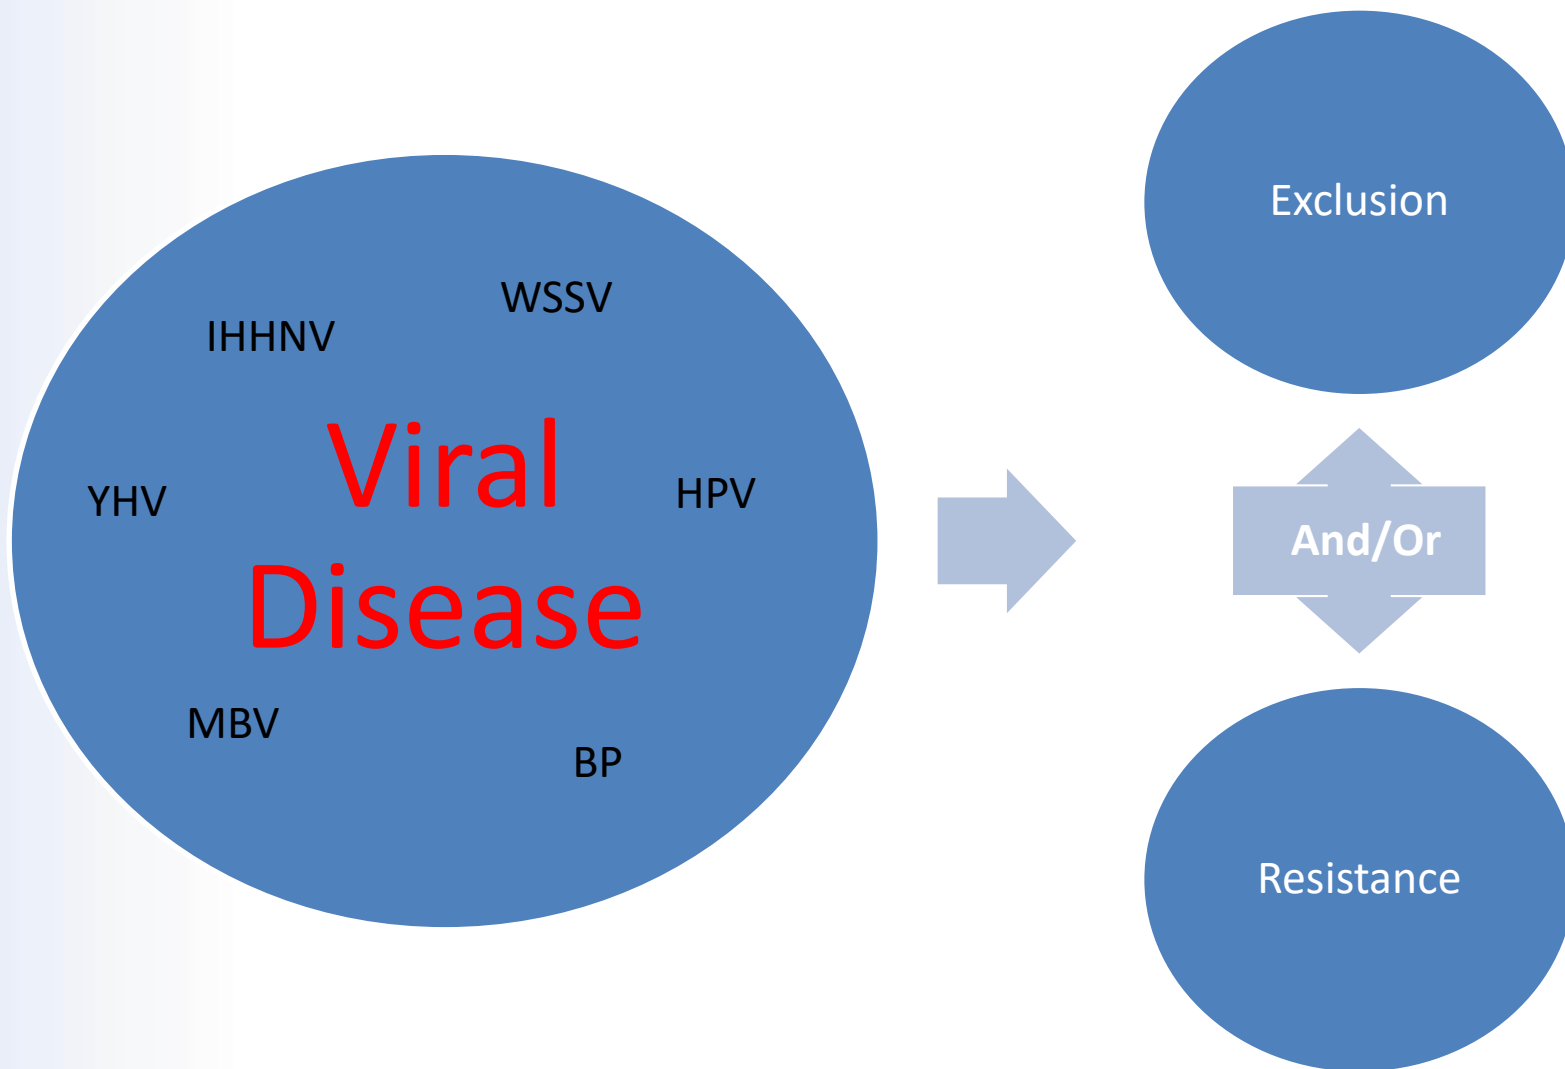 WSSV
IHHNV
Viral
YHV
HPV
Disease
MBV
BP
Exclusion
And/Or
Resistance